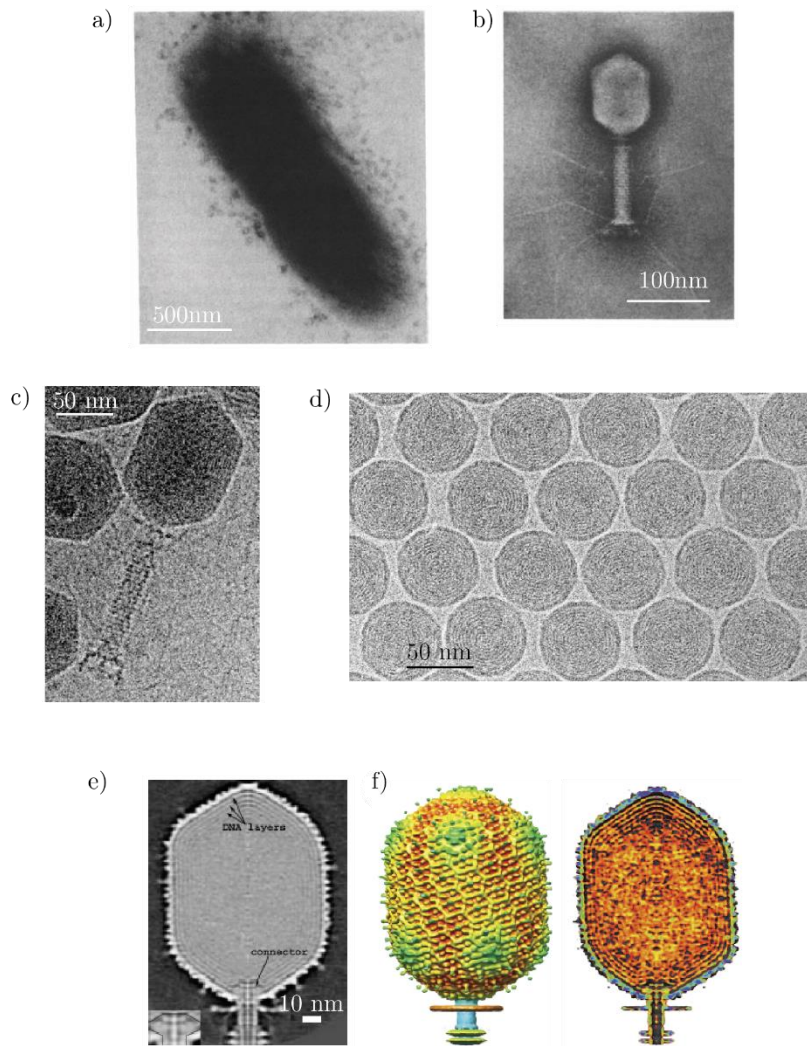 a)
b)
500nm
100nm
c)
50 nm
d)
50 nm
e)
DNA layers
connector
10 nm
f)